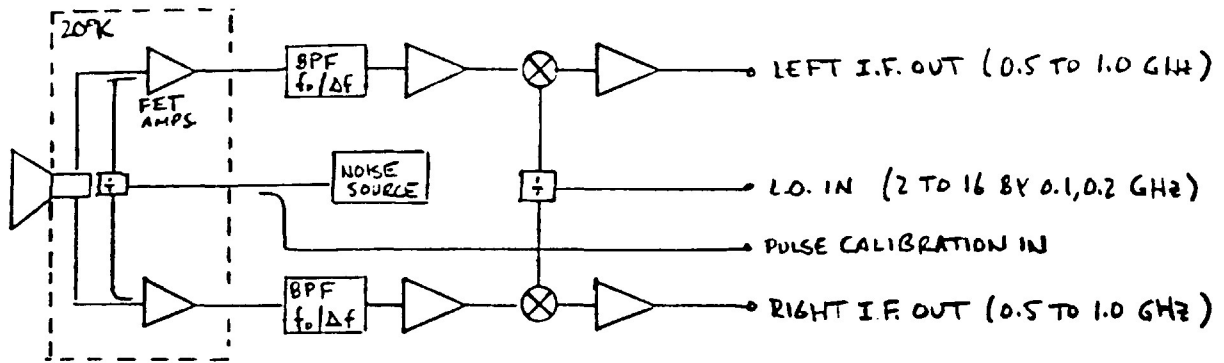 20°K
BPF
f₀/Δf
LEFT I.F. OUT (0.5 TO 1.0 GHz)
FET
AMPS
÷
NOISE
SOURCE
÷
L.O. IN (2 TO 16 BY 0.1,0.2 GHz)
PULSE CALIBRATION IN
BPF
f₀/Δf
RIGHT I.F. OUT (0.5 TO 1.0 GHz)